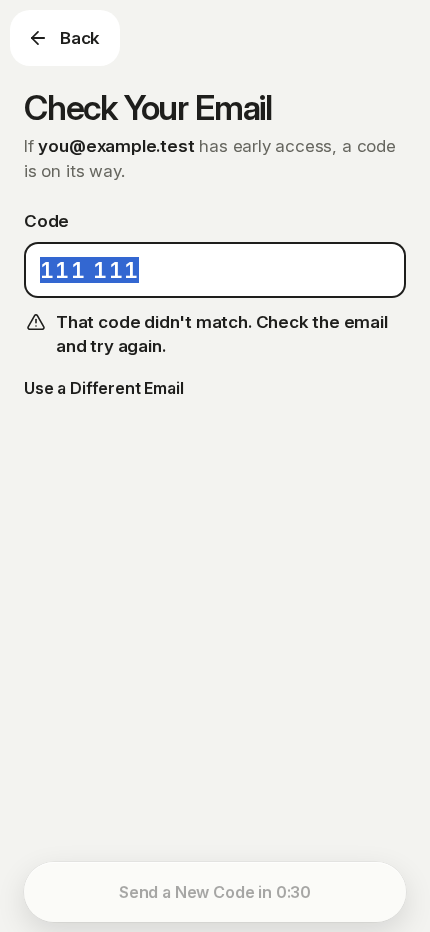 Back
Check Your Email
If you@example.test has early access, a code
is on its way.
Code
111 111
That code didn't match. Check the email
and try again.
Use a Different Email
Send a New Code in 0:30